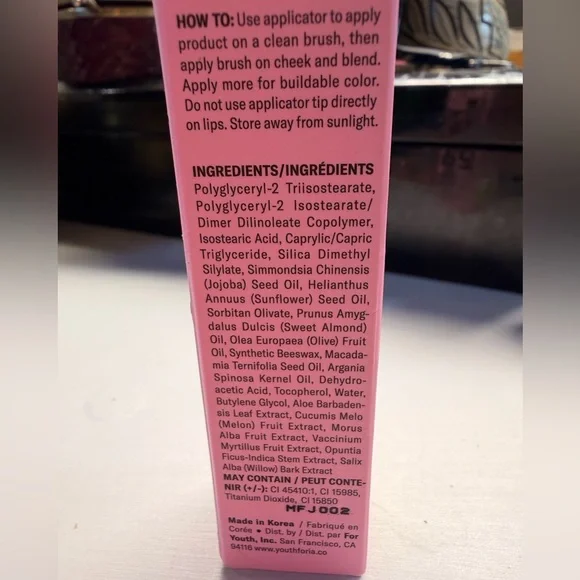 HOW TO: Use applicator to apply
product on a clean brush, then
apply brush on cheek and blend.
Apply more for buildable color.
Do not use applicator tip directly
on lips. Store away from sunlight.
INGREDIENTS/INGRÉDIENTS
Polyglyceryl-2 Triisostearate,
Polyglyceryl-2 Isostearate/
Dimer Dilinoleate Copolymer,
Isostearic Acid, Caprylic/Capric
Triglyceride, Silica Dimethyl
Silylate, Simmondsia Chinensis
(Jojoba) Seed Oil, Helianthus
Annuus (Sunflower) Seed Oil,
Sorbitan Olivate, Prunus Amyg-
dalus Dulcis (Sweet Almond)
Oil, Olea Europaea (Olive) Fruit
Oil, Synthetic Beeswax, Macada-
mia Ternifolia Seed Oil, Argania
Spinosa Kernel Oil, Dehydro-
acetic Acid, Tocopherol, Water,
Butylene Glycol, Aloe Barbaden-
sis Leaf Extract, Cucumis Melo
(Melon) Fruit Extract, Morus
Alba Fruit Extract, Vaccinium
Myrtillus Fruit Extract, Opuntia
Ficus-Indica Stem Extract, Salix
Alba (Willow) Bark Extract
MAY CONTAIN / PEUT CONTE-
NIR (+/-): CI 45410:1, CI 15985,
Titanium Dioxide, CI 15850
MFJ002
Made in Korea / Fabriqué en
Corée • Dist. by / Dist. par For
Youth, Inc. San Francisco, CA
94116 www.youthforia.co